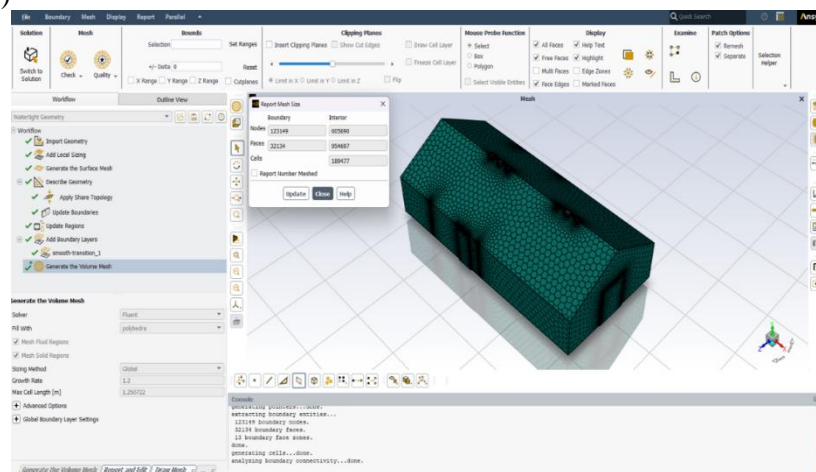 )
File Boundary Mesh Display Report Parallel
Quick Search
Ansys
Solution
Mesh
Bounds
Clipping Planes
Mouse Probe Function
Display
Examine
Patch Options
Switch to
Solution
Check
Quality
Selection
+/- Delta 0
X Range Y Range Z Range
Set Ranges
Reset
Cutplanes
Insert Clipping Planes Show Cut Edges Draw Cell Layer
Freeze Cell Layer
Limit in X Limit in Y Limit in Z Flip
Select
Box
Polygon
Select Visible Entities
All Faces Help Text
Free Faces Highlight
Multi Faces Edge Zones
Face Edges Marked Faces
Remesh
Separate
Selection
Helper
Workflow
Outline View
Watertight Geometry
Workflow
Import Geometry
Add Local Sizing
Generate the Surface Mesh
Describe Geometry
Apply Share Topology
Update Boundaries
Update Regions
Add Boundary Layers
smooth-transition_1
Generate the Volume Mesh
Generate the Volume Mesh
Solver Fluent
Fill With polyhedra
Mesh Fluid Regions
Mesh Solid Regions
Sizing Method Global
Growth Rate 1.2
Max Cell Length [m] 1.250722
Advanced Options
Global Boundary Layer Settings
Generate the Volume Mesh Report and Edit Draw Mesh
Mesh
Report Mesh Size
Boundary Interior
Nodes 123149 605690
Faces 32134 954687
Cells 189477
Report Number Meshed
Update Close Help
Console
generating pointers...done.
extracting boundary entities...
123149 boundary nodes.
32134 boundary faces.
13 boundary face zones.
done.
generating cells...done.
analyzing boundary connectivity...done.